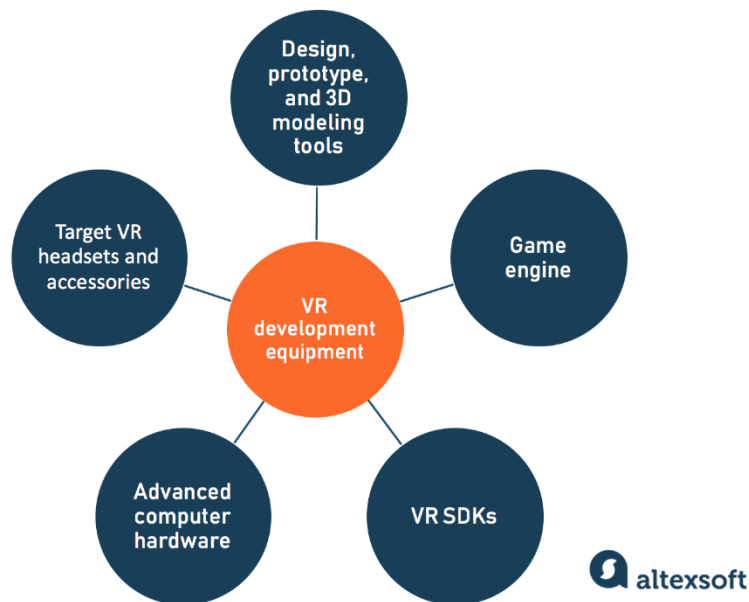 Design,
prototype,
and 3D
modeling
tools
Target VR
headsets and
accessories
Game
engine
VR
development
equipment
Advanced
computer
hardware
VR SDKs
altexsoft